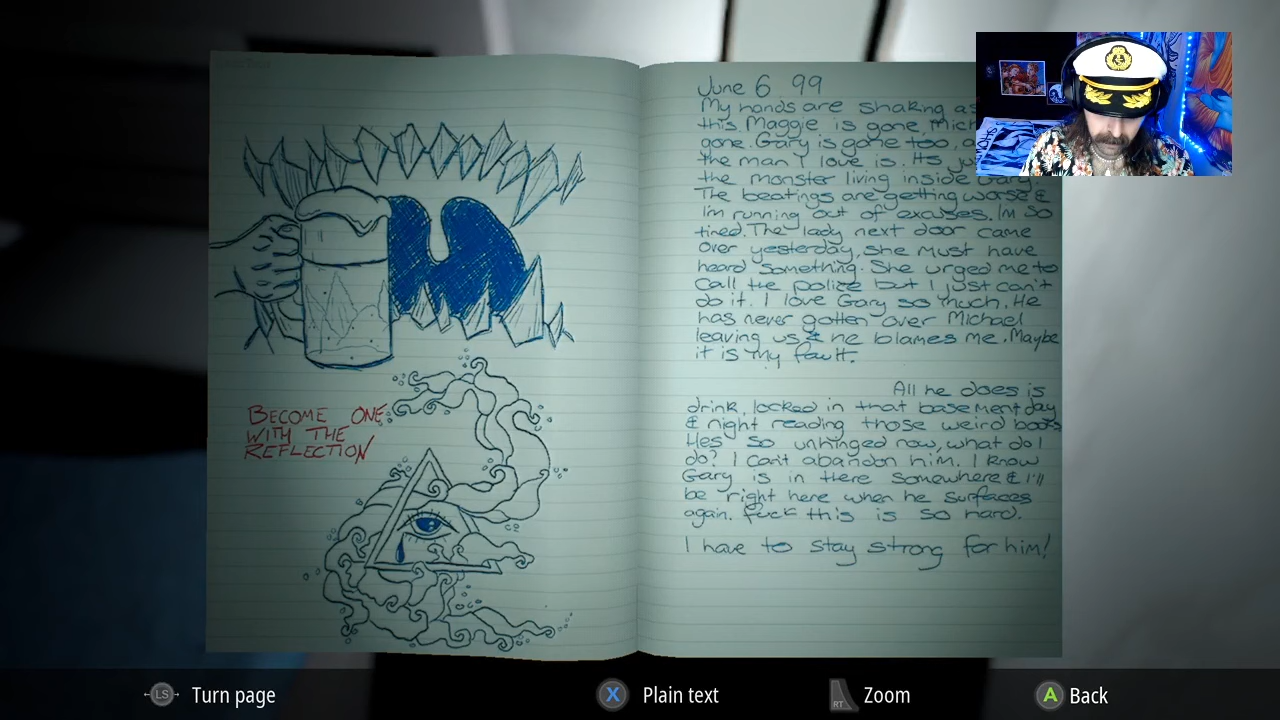 BECOME ONE
WITH THE
REFLECTION
June 6 99
My hands are shaking as
this. Maggie is gone, Mich
gone. Gary is gone too, a
the man I love is. Its
the monster living inside Gary.
The beatings are getting worse &
I'm running out of excuses. Im so
tired. The lady next door came
over yesterday, she must have
heard something. She urged me to
call the police but I just can't
do it. I love Gary so much. He
has never gotten over Michael
leaving us & he blames me. Maybe
it is my fault.
All he does is
drink, locked in that basement day
& night reading those weird books
Hes so unhinged now, what do I
do? I can't abandon him. I know
Gary is in there somewhere & I'll
be right here when he surfaces
again. Fuck this is so hard.
I have to stay strong for him!
LS Turn page
X Plain text
RT Zoom
A Back